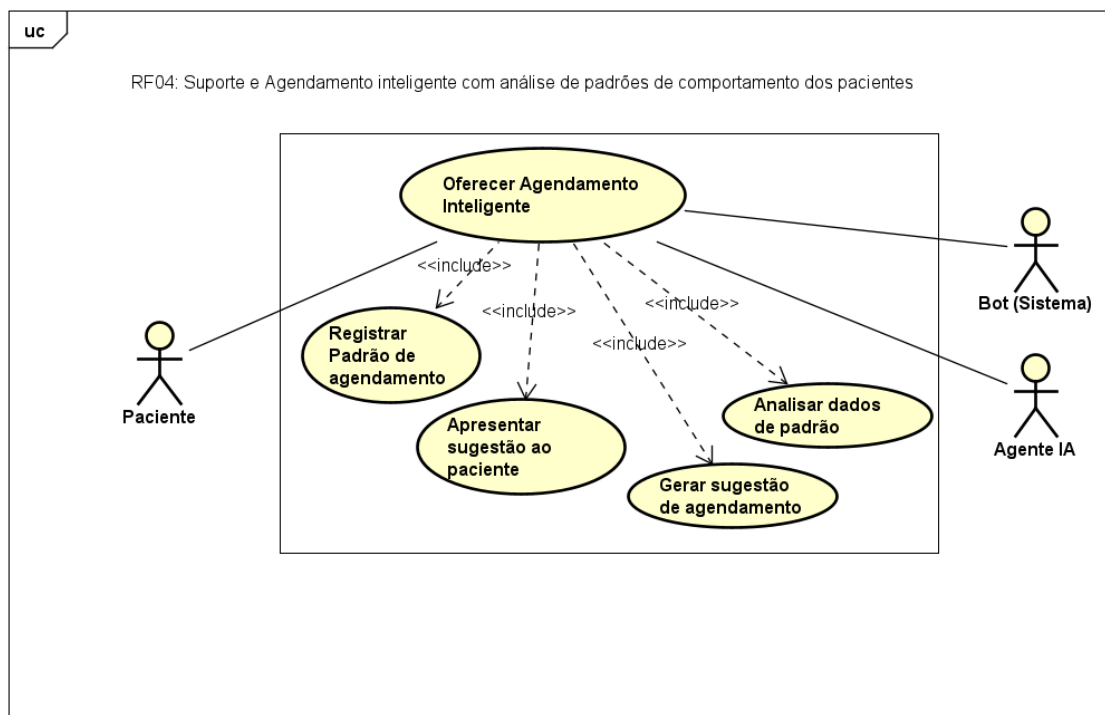 uc
RF04: Suporte e Agendamento inteligente com análise de padrões de comportamento dos pacientes
Oferecer Agendamento
Inteligente
<<include>>
<<include>>
<<include>>
<<include>>
Registrar
Padrão de
agendamento
Apresentar
sugestão ao
paciente
Gerar sugestão
de agendamento
Analisar dados
de padrão
Paciente
Bot (Sistema)
Agente IA